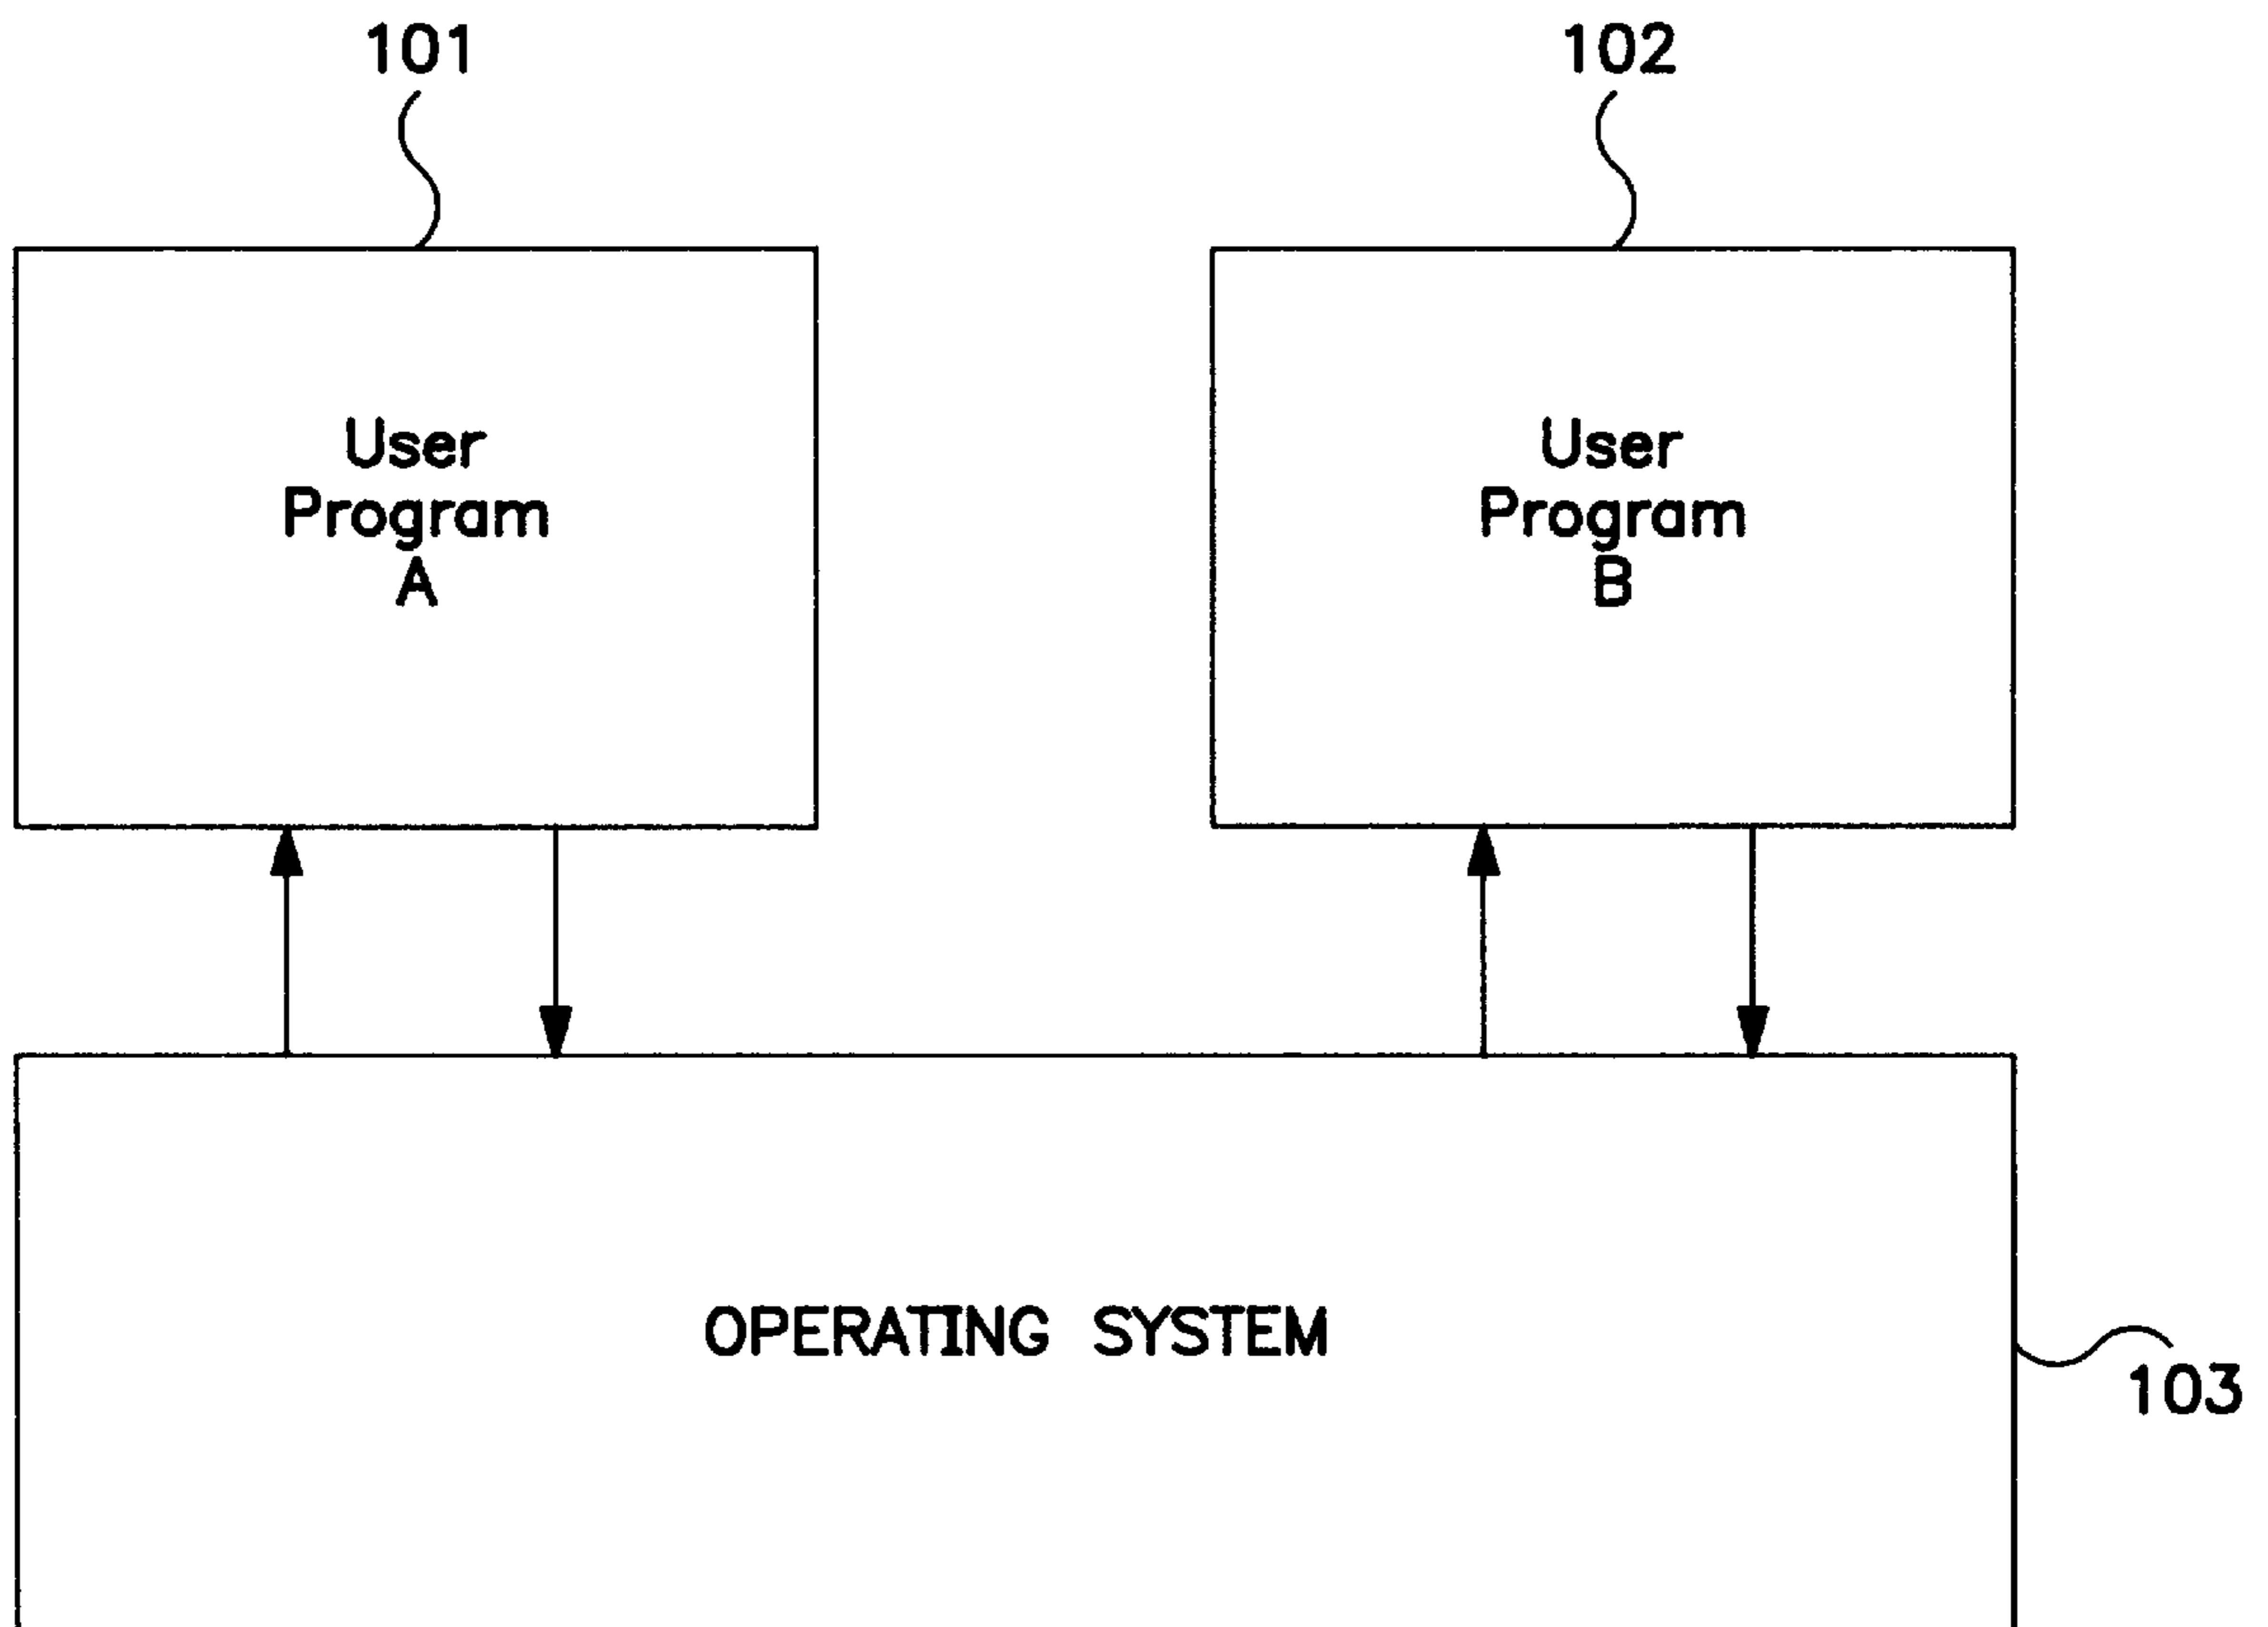 101
102
User
Program
A
User
Program
B
OPERATING SYSTEM
103